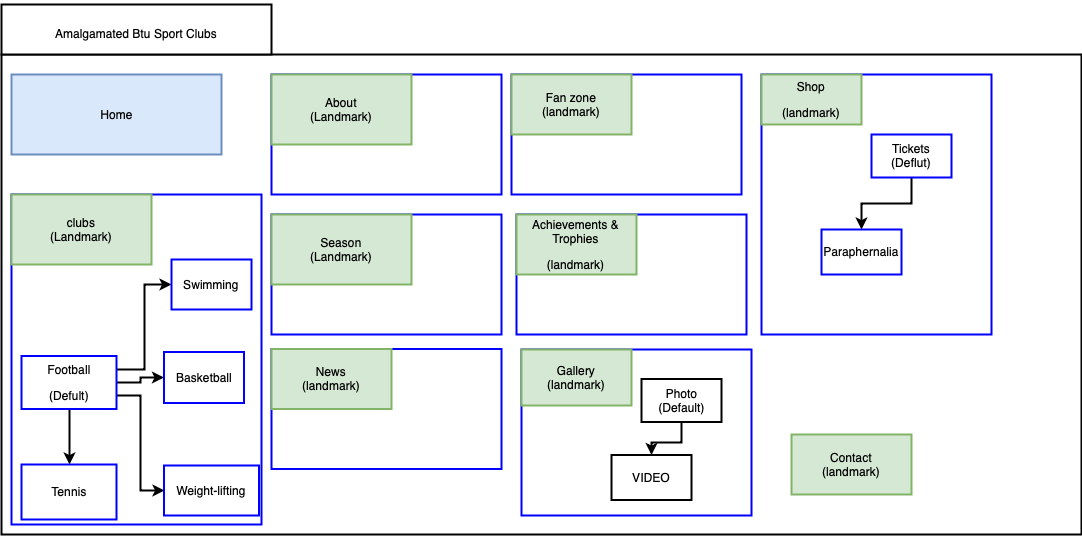 Amalgamated Btu Sport Clubs
Home
About
(Landmark)
Fan zone
(landmark)
Shop
(landmark)
Tickets
(Deflut)
Paraphernalia
clubs
(Landmark)
Swimming
Football
(Defult)
Basketball
Tennis
Weight-lifting
Season
(Landmark)
Achievements &
Trophies
(landmark)
News
(landmark)
Gallery
(landmark)
Photo
(Default)
VIDEO
Contact
(landmark)